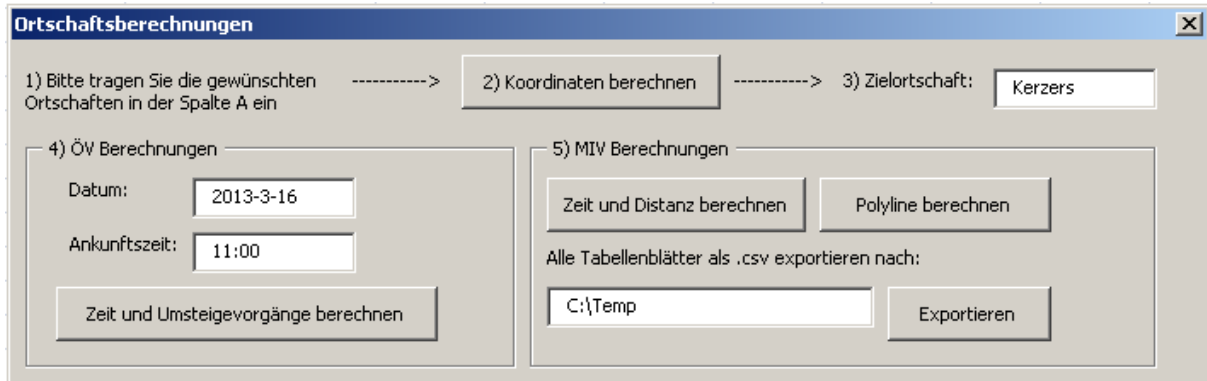 Ortschaftsberechnungen
1) Bitte tragen Sie die gewünschten
Ortschaften in der Spalte A ein
----------->
2) Koordinaten berechnen
----------->
3) Zielortschaft:
Kerzers
4) ÖV Berechnungen
Datum:
2013-3-16
Ankunftszeit:
11:00
Zeit und Umsteigevorgänge berechnen
5) MIV Berechnungen
Zeit und Distanz berechnen
Polyline berechnen
Alle Tabellenblätter als .csv exportieren nach:
C:\Temp
Exportieren